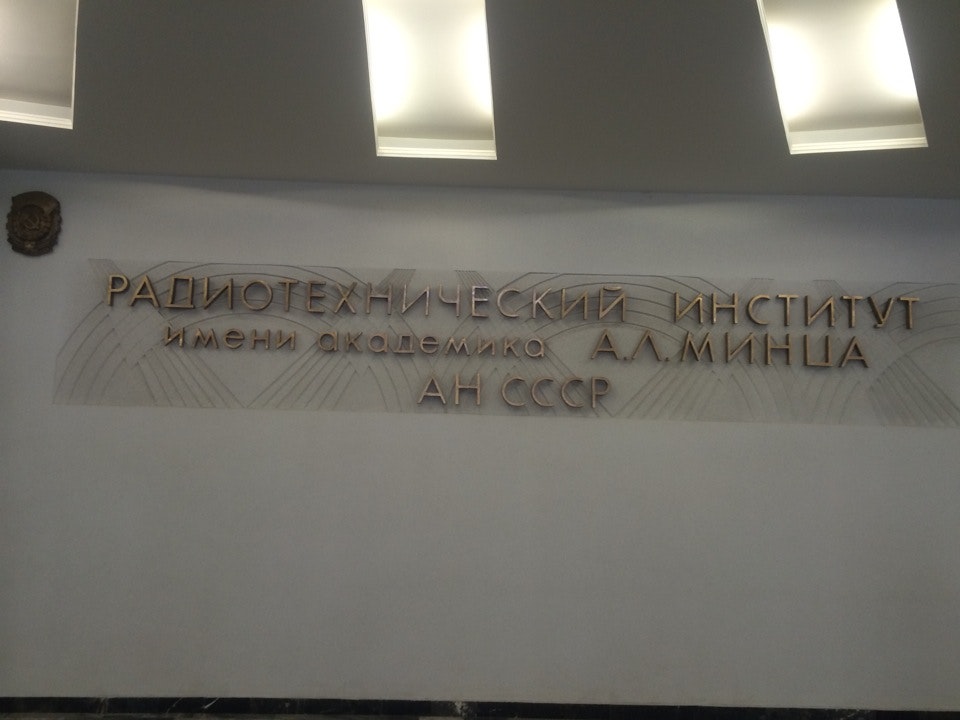 РАДИОТЕХНИЧЕСКИЙ ИНСТИТУТ
имени академика А.Л.МИНЦА
АН СССР